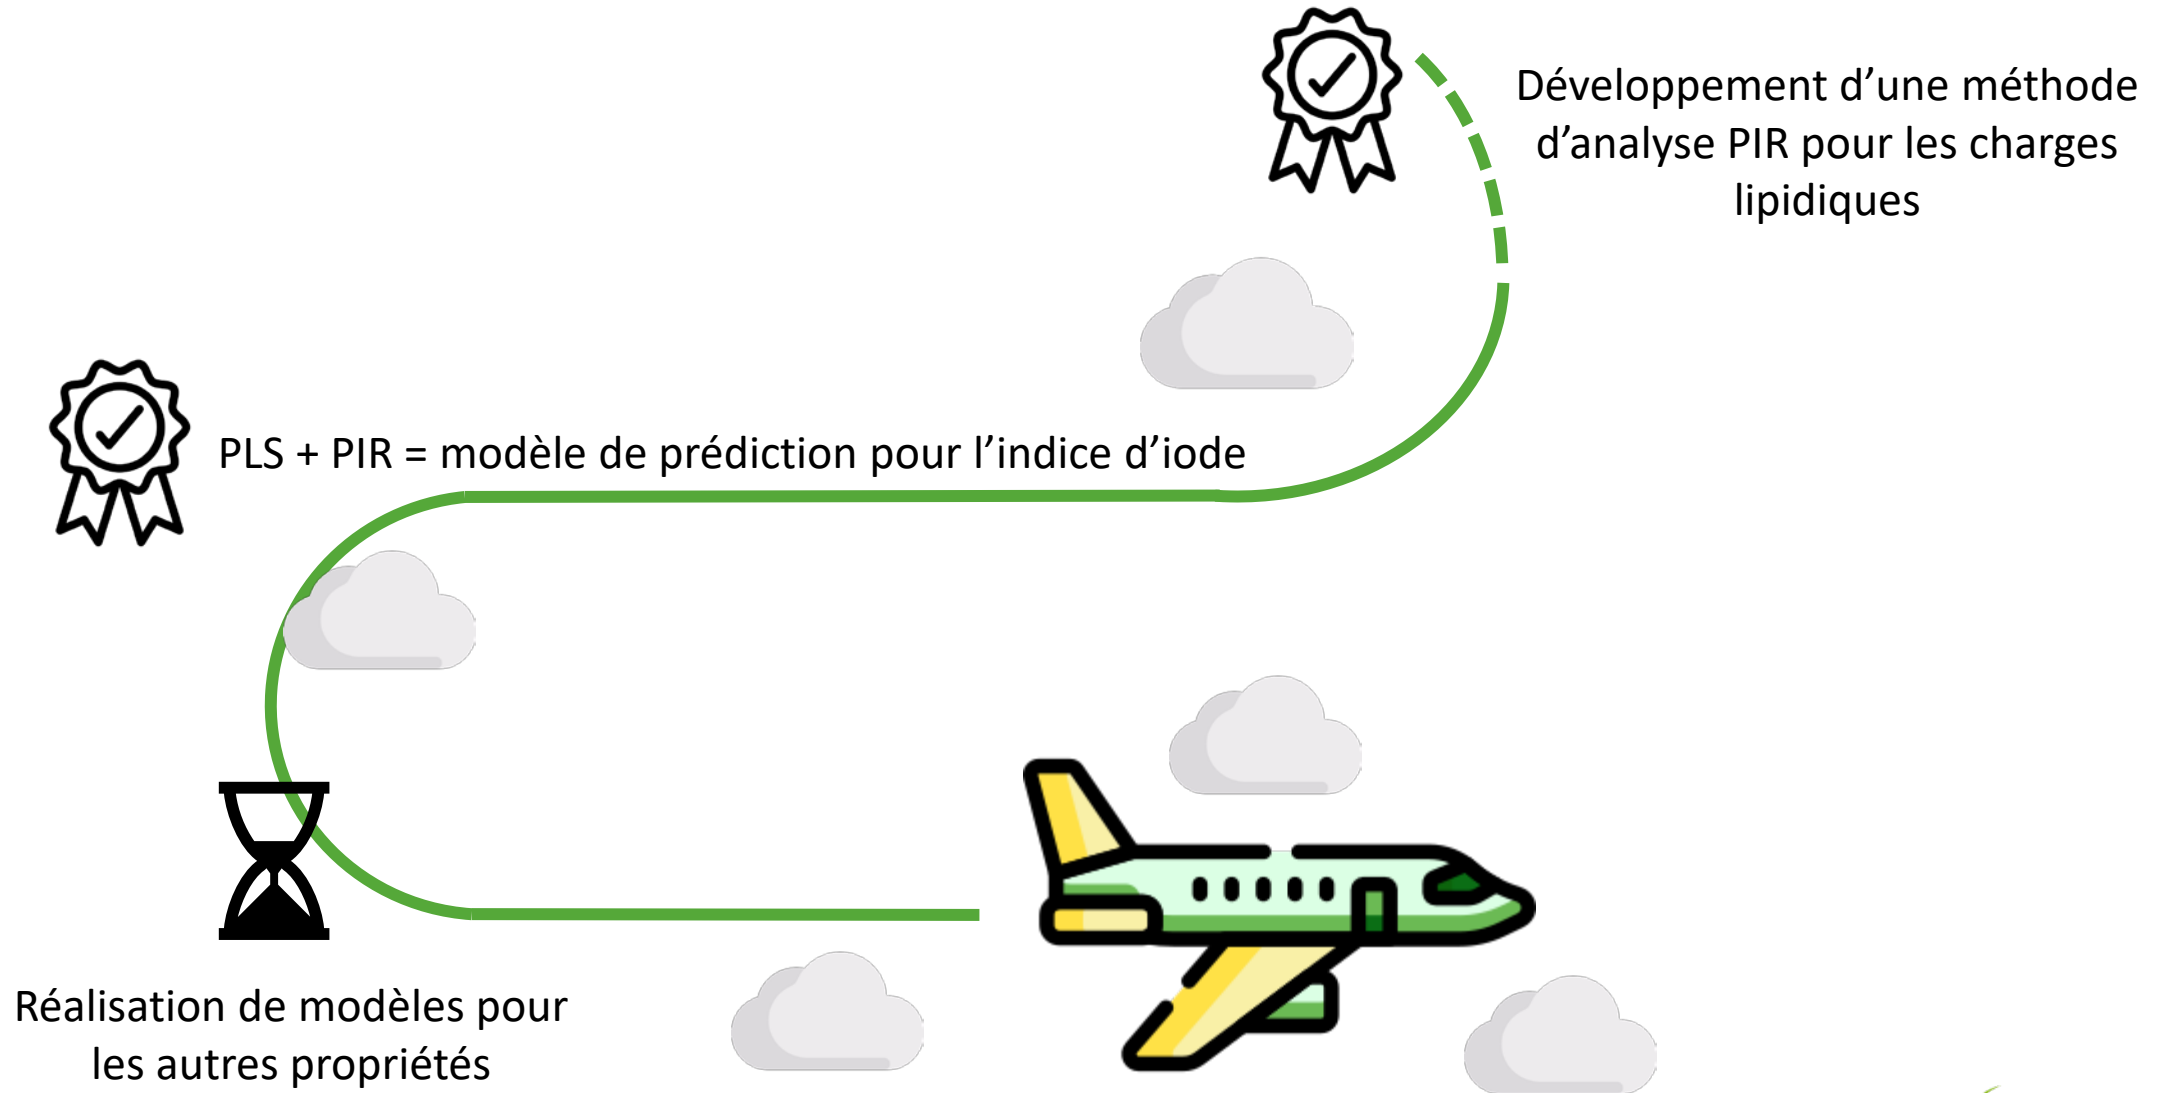 Développement d’une méthode
d’analyse PIR pour les charges
lipidiques
PLS + PIR = modèle de prédiction pour l’indice d’iode
Réalisation de modèles pour
les autres propriétés